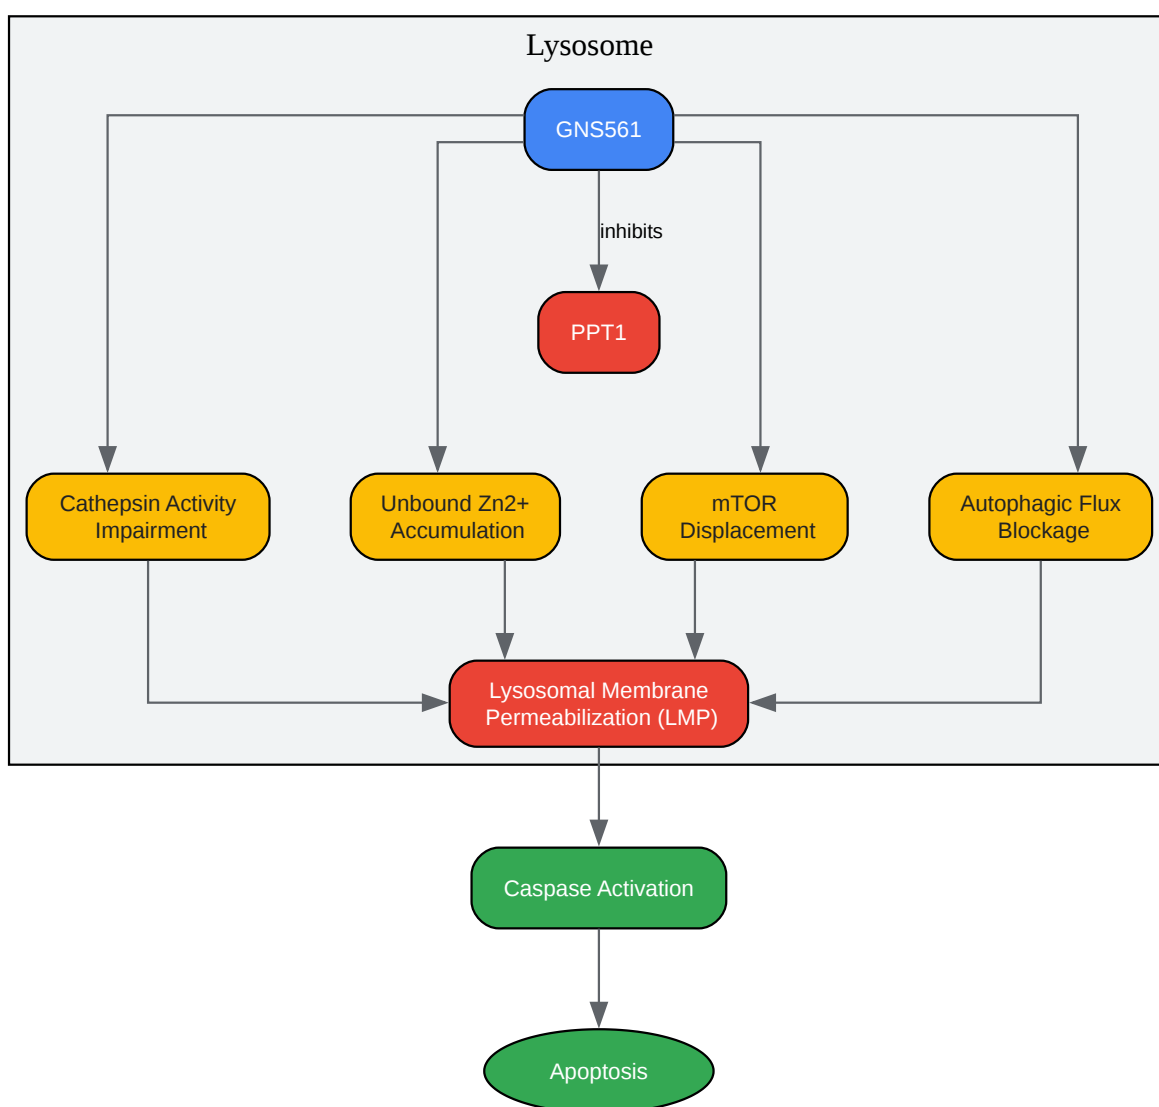 Lysosome
GNS561
inhibits
PPT1
Cathepsin Activity
Impairment
Unbound Zn2+
Accumulation
mTOR
Displacement
Autophagic Flux
Blockage
Lysosomal Membrane
Permeabilization (LMP)
Caspase Activation
Apoptosis